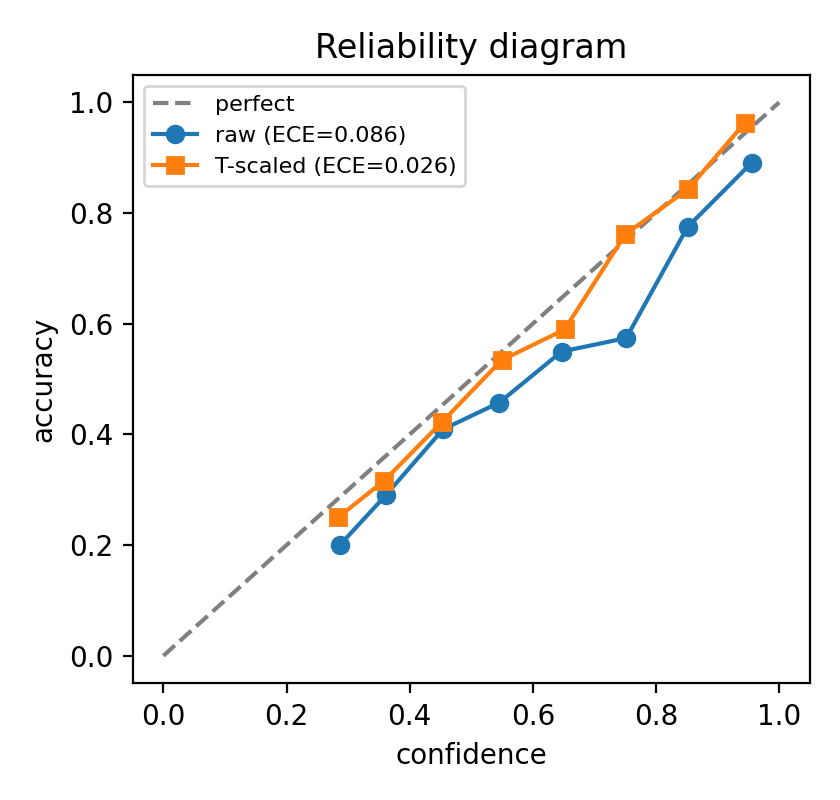 Reliability diagram
perfect
raw (ECE=0.086)
T-scaled (ECE=0.026)
1.0
0.8
0.6
0.4
0.2
0.0
accuracy
0.0 0.2 0.4 0.6 0.8 1.0
confidence